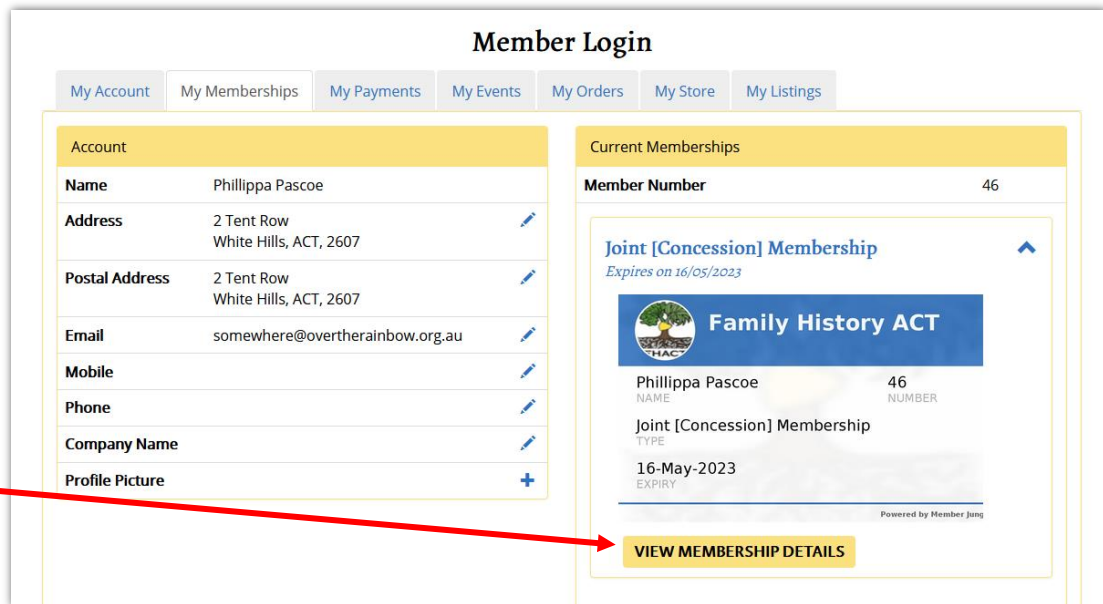 Member Login
My Account My Memberships My Payments My Events My Orders My Store My Listings
Account
Name Phillippa Pascoe
Address 2 Tent Row
White Hills, ACT, 2607
Postal Address 2 Tent Row
White Hills, ACT, 2607
Email somewhere@overtherainbow.org.au
Mobile
Phone
Company Name
Profile Picture
Current Memberships
Member Number 46
Joint [Concession] Membership
Expires on 16/05/2023
Family History ACT
Phillippa Pascoe 46
NAME NUMBER
Joint [Concession] Membership
TYPE
16-May-2023
EXPIRY
Powered by Member Jung
VIEW MEMBERSHIP DETAILS